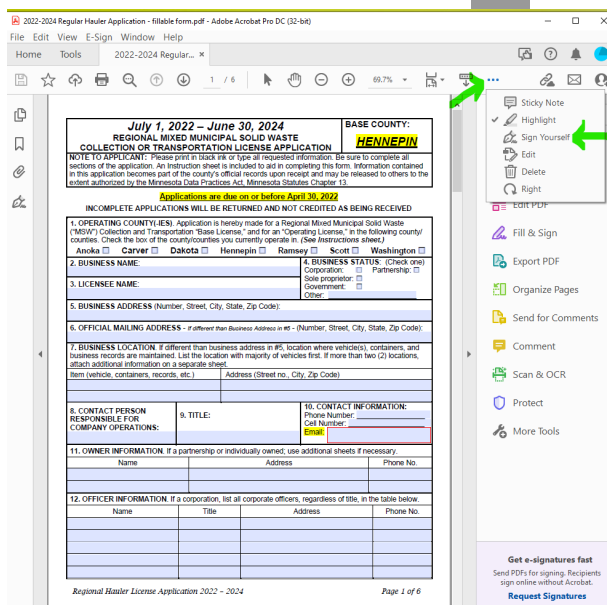 2022-2024 Regular Hauler Application - fillable form.pdf - Adobe Acrobat Pro DC (32-bit)
File Edit View E-Sign Window Help
Home Tools 2022-2024 Regular... ×
1 / 6 69.7%
Sticky Note
Highlight
Sign Yourself
Edit
Delete
Right
Edit PDF
Fill & Sign
Export PDF
Organize Pages
Send for Comments
Comment
Scan & OCR
Protect
More Tools
Get e-signatures fast
Send PDFs for signing. Recipients
sign online without Acrobat.
Request Signatures
July 1, 2022 – June 30, 2024
REGIONAL MIXED MUNICIPAL SOLID WASTE
COLLECTION OR TRANSPORTATION LICENSE APPLICATION
BASE COUNTY:
HENNEPIN
NOTE TO APPLICANT: Please print in black ink or type all requested information. Be sure to complete all
sections of the application. An Instruction sheet is included to aid in completing this form. Information contained
in this application becomes part of the county's official records upon receipt and may be released to others to the
extent authorized by the Minnesota Data Practices Act, Minnesota Statutes Chapter 13.
Applications are due on or before April 30, 2022
INCOMPLETE APPLICATIONS WILL BE RETURNED AND NOT CREDITED AS BEING RECEIVED
1. OPERATING COUNTY(-IES). Application is hereby made for a Regional Mixed Municipal Solid Waste
("MSW") Collection and Transportation "Base License," and for an "Operating License," in the following county/
counties. Check the box of the county/counties you currently operate in. (See Instructions sheet.)
Anoka Carver Dakota Hennepin Ramsey Scott Washington
2. BUSINESS NAME:
4. BUSINESS STATUS: (Check one)
Corporation: Partnership:
Sole proprietor:
Government:
Other:
3. LICENSEE NAME:
5. BUSINESS ADDRESS (Number, Street, City, State, Zip Code):
6. OFFICIAL MAILING ADDRESS - if different than Business Address in #5 - (Number, Street, City, State, Zip Code):
7. BUSINESS LOCATION. If different than business address in #5, location where vehicle(s), containers, and
business records are maintained. List the location with majority of vehicles first. If more than two (2) locations,
attach additional information on a separate sheet.
Item (vehicle, containers, records, etc.) Address (Street no., City, Zip Code)
8. CONTACT PERSON
RESPONSIBLE FOR
COMPANY OPERATIONS:
9. TITLE:
10. CONTACT INFORMATION:
Phone Number:
Cell Number:
Email:
11. OWNER INFORMATION. If a partnership or individually owned; use additional sheets if necessary.
Name Address Phone No.
12. OFFICER INFORMATION. If a corporation, list all corporate officers, regardless of title, in the table below.
Name Title Address Phone No.
Regional Hauler License Application 2022 – 2024 Page 1 of 6